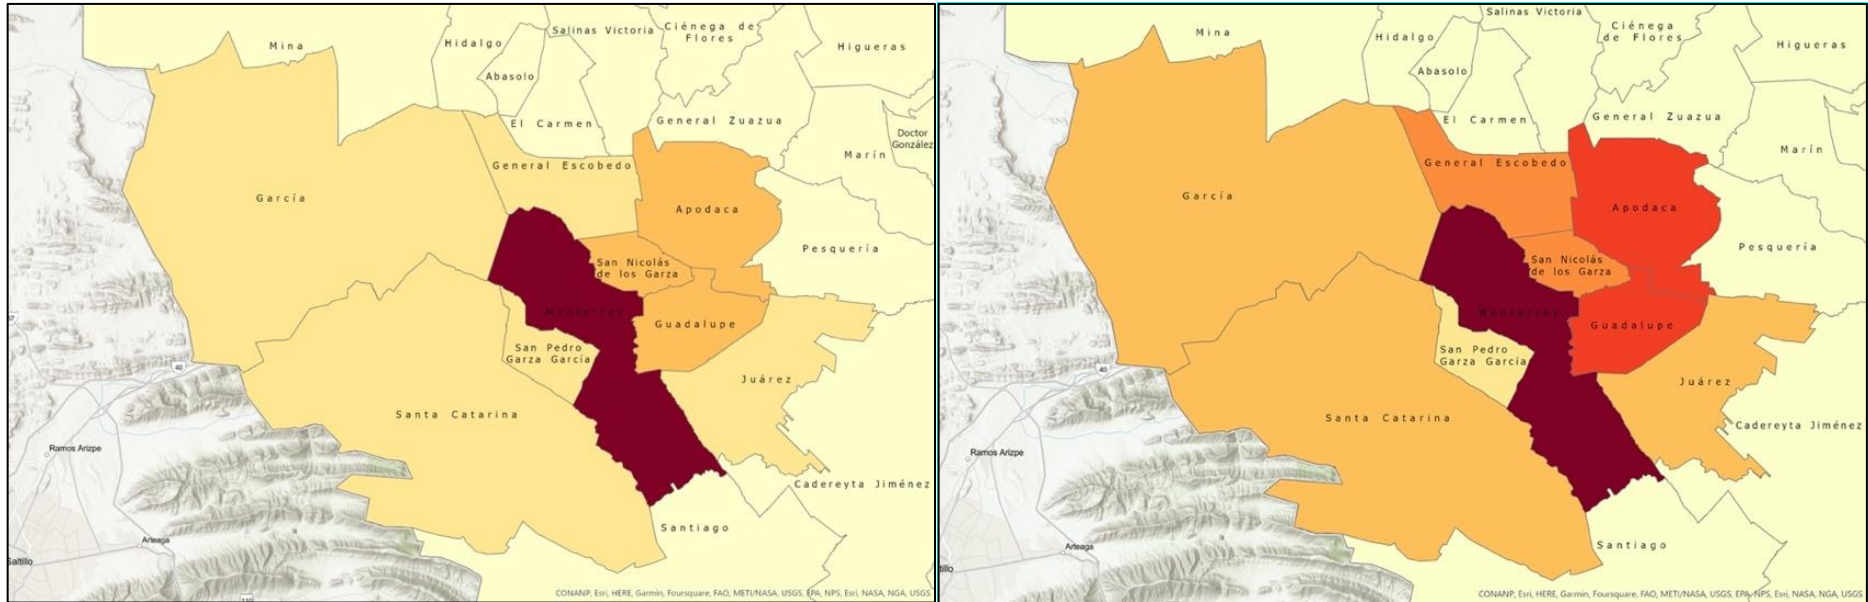 Mina
Hidalgo
Salinas Victoria
Ciénega de
Flores
Higueras
Abasolo
El Carmen
General Zuazua
Doctor
González
Marín
General Escobedo
García
Apodaca
Pesquería
San Nicolás
de los Garza
Monterrey
Guadalupe
San Pedro
Garza García
Juárez
40
Santa Catarina
Ramos Arizpe
Cadereyta Jiménez
Santiago
Arteaga
Saltillo
CONANP, Esri, HERE, Garmin, Foursquare, FAO, METI/NASA, USGS, EPA, NPS, Esri, NASA, NGA, USGS
Salinas Victoria
Mina
Hidalgo
Ciénega
de Flores
Higueras
Abasolo
El Carmen
General Zuazua
Marín
General Escobedo
García
Apodaca
Pesquería
San Nicolás
de los Garza
Monterrey
Guadalupe
San Pedro
Garza García
40
Juárez
Santa Catarina
Cadereyta Jiménez
Ramos Arizpe
Santiago
Arteaga
tillo
CONANP, Esri, HERE, Garmin, Foursquare, FAO, METI/NASA, USGS, EPA, NPS, Esri, NASA, NGA, USGS